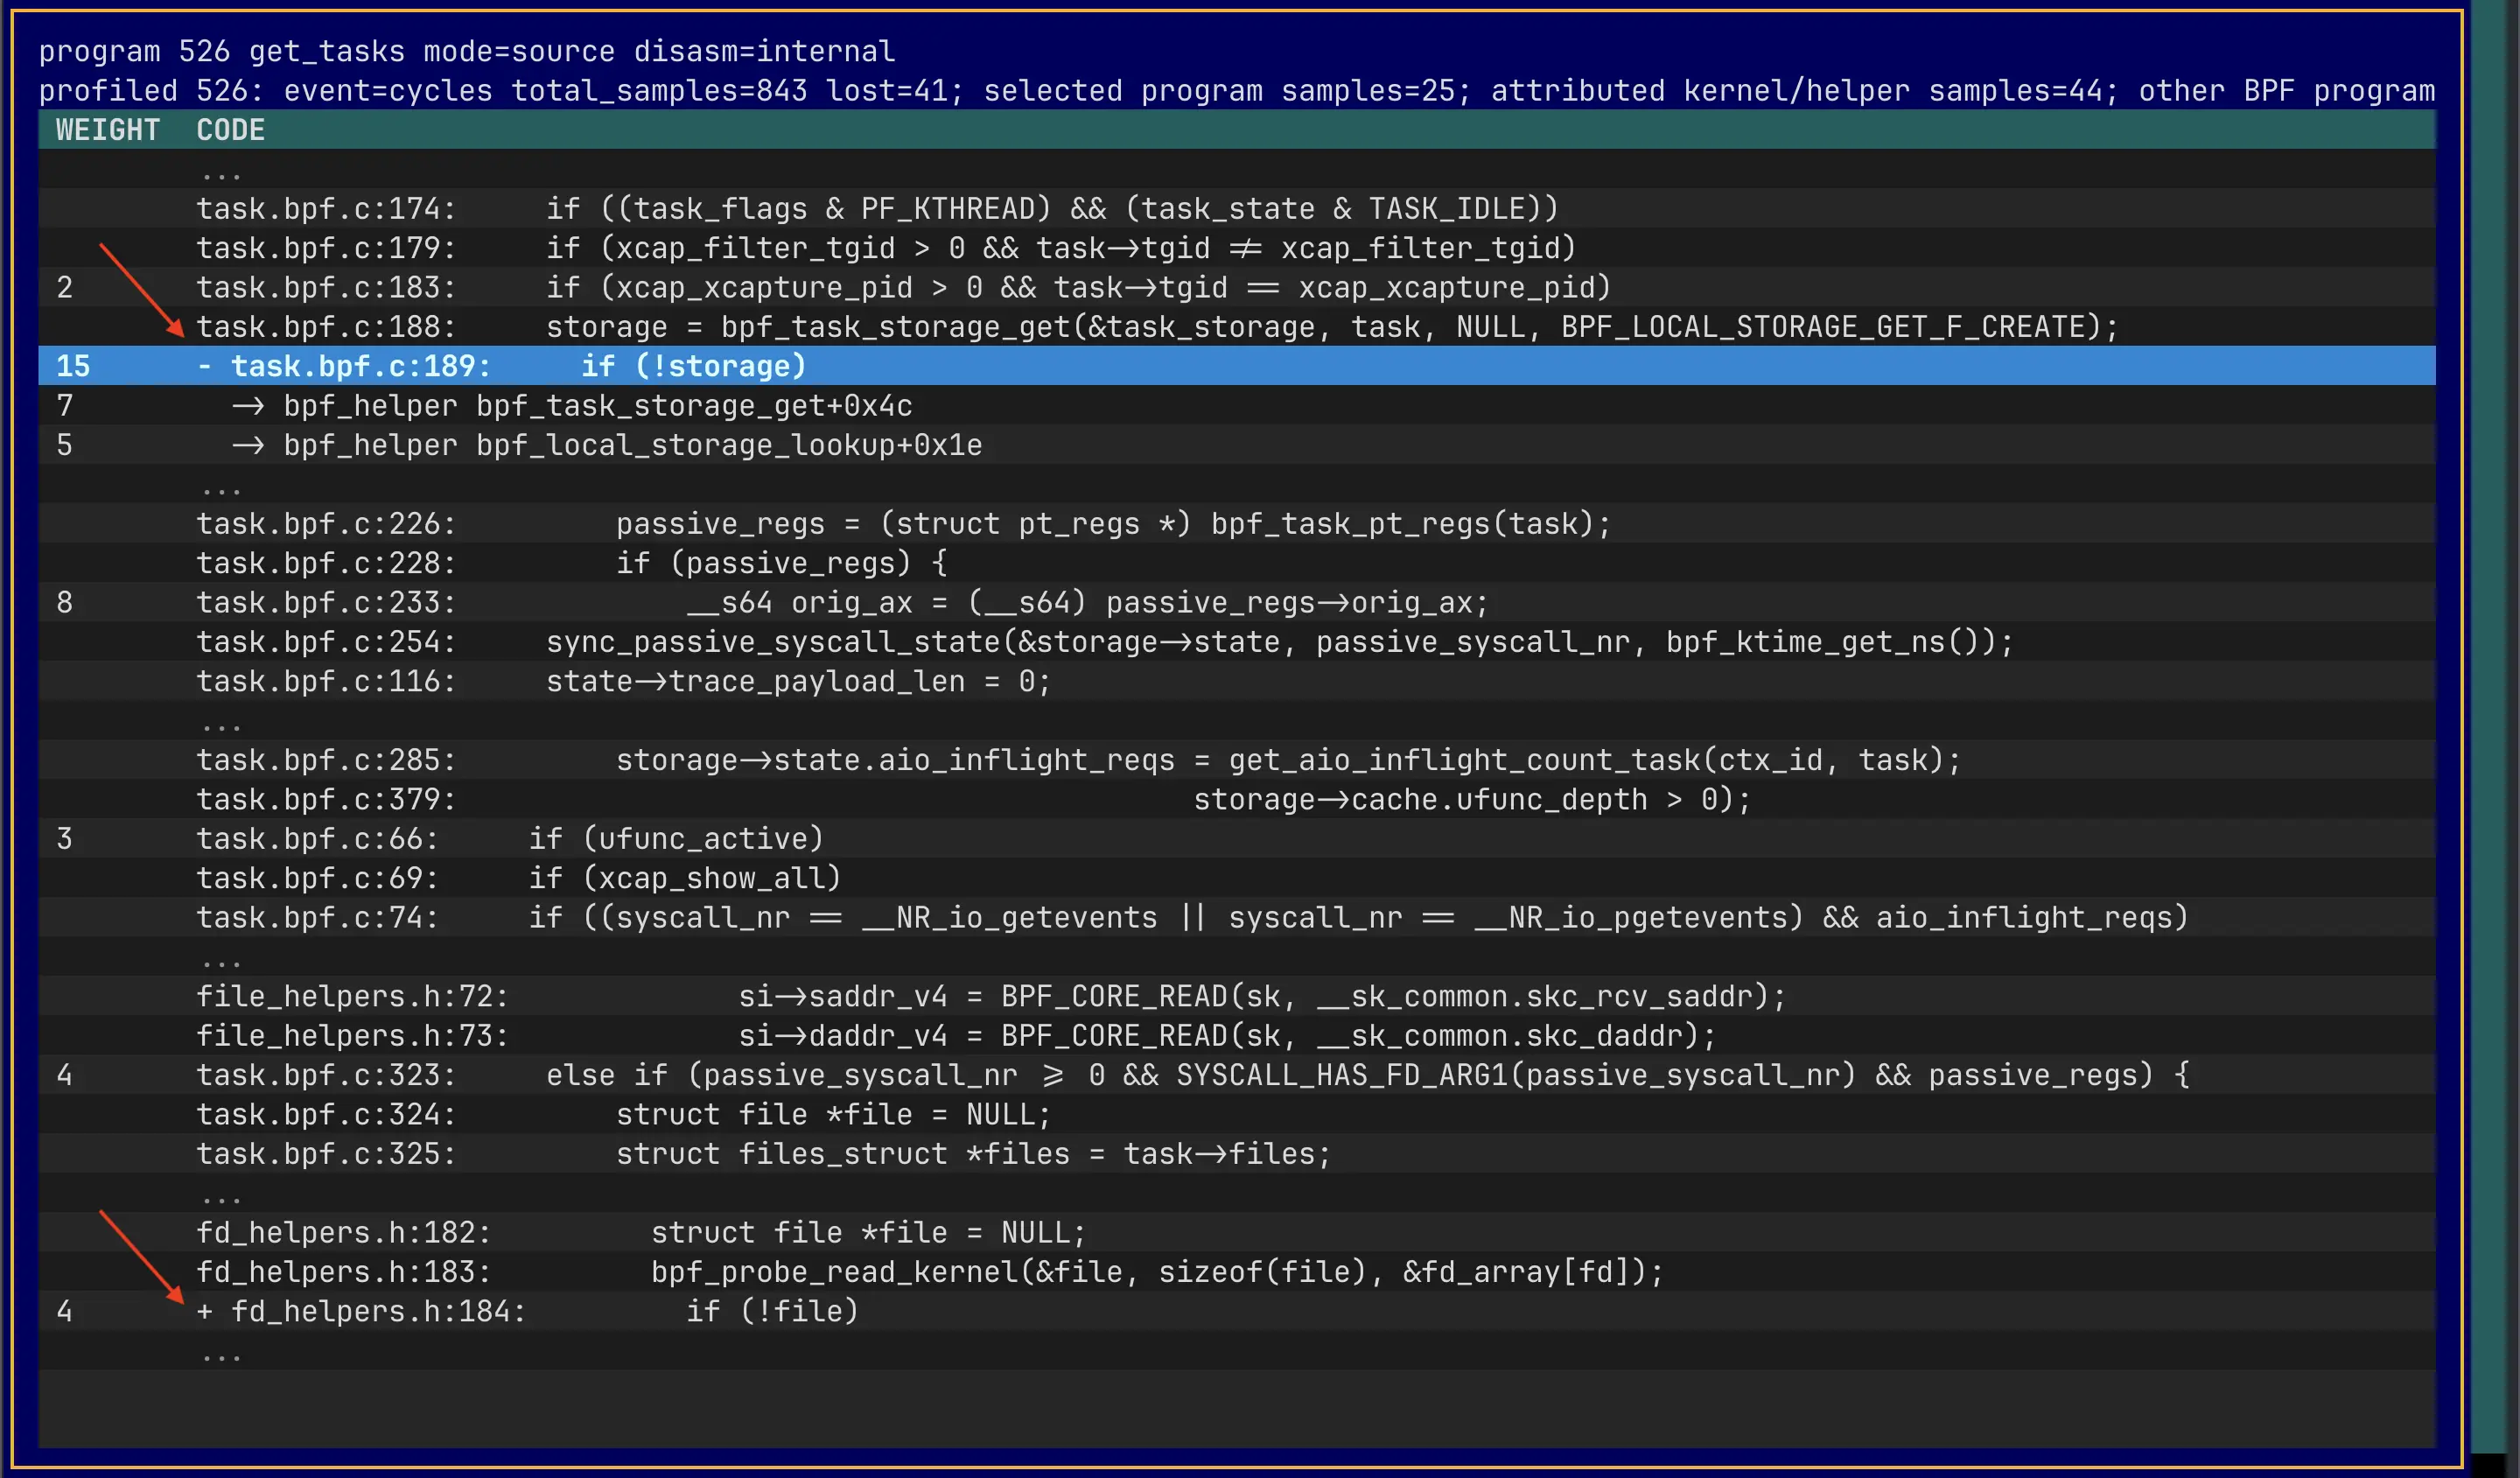 program 526 get_tasks mode=source disasm=internal
profiled 526: event=cycles total_samples=843 lost=41; selected program samples=25; attributed kernel/helper samples=44; other BPF program
WEIGHT CODE
...
task.bpf.c:174: if ((task_flags & PF_KTHREAD) && (task_state & TASK_IDLE))
task.bpf.c:179: if (xcap_filter_tgid > 0 && task->tgid != xcap_filter_tgid)
2 task.bpf.c:183: if (xcap_xcapture_pid > 0 && task->tgid == xcap_xcapture_pid)
task.bpf.c:188: storage = bpf_task_storage_get(&task_storage, task, NULL, BPF_LOCAL_STORAGE_GET_F_CREATE);
15 - task.bpf.c:189: if (!storage)
7 -> bpf_helper bpf_task_storage_get+0x4c
5 -> bpf_helper bpf_local_storage_lookup+0x1e
...
task.bpf.c:226: passive_regs = (struct pt_regs *) bpf_task_pt_regs(task);
task.bpf.c:228: if (passive_regs) {
8 task.bpf.c:233: __s64 orig_ax = (__s64) passive_regs->orig_ax;
task.bpf.c:254: sync_passive_syscall_state(&storage->state, passive_syscall_nr, bpf_ktime_get_ns());
task.bpf.c:116: state->trace_payload_len = 0;
...
task.bpf.c:285: storage->state.aio_inflight_reqs = get_aio_inflight_count_task(ctx_id, task);
task.bpf.c:379: storage->cache.ufunc_depth > 0);
3 task.bpf.c:66: if (ufunc_active)
task.bpf.c:69: if (xcap_show_all)
task.bpf.c:74: if ((syscall_nr == __NR_io_getevents || syscall_nr == __NR_io_pgetevents) && aio_inflight_reqs)
...
file_helpers.h:72: si->saddr_v4 = BPF_CORE_READ(sk, __sk_common.skc_rcv_saddr);
file_helpers.h:73: si->daddr_v4 = BPF_CORE_READ(sk, __sk_common.skc_daddr);
4 task.bpf.c:323: else if (passive_syscall_nr >= 0 && SYSCALL_HAS_FD_ARG1(passive_syscall_nr) && passive_regs) {
task.bpf.c:324: struct file *file = NULL;
task.bpf.c:325: struct files_struct *files = task->files;
...
fd_helpers.h:182: struct file *file = NULL;
fd_helpers.h:183: bpf_probe_read_kernel(&file, sizeof(file), &fd_array[fd]);
4 + fd_helpers.h:184: if (!file)
...